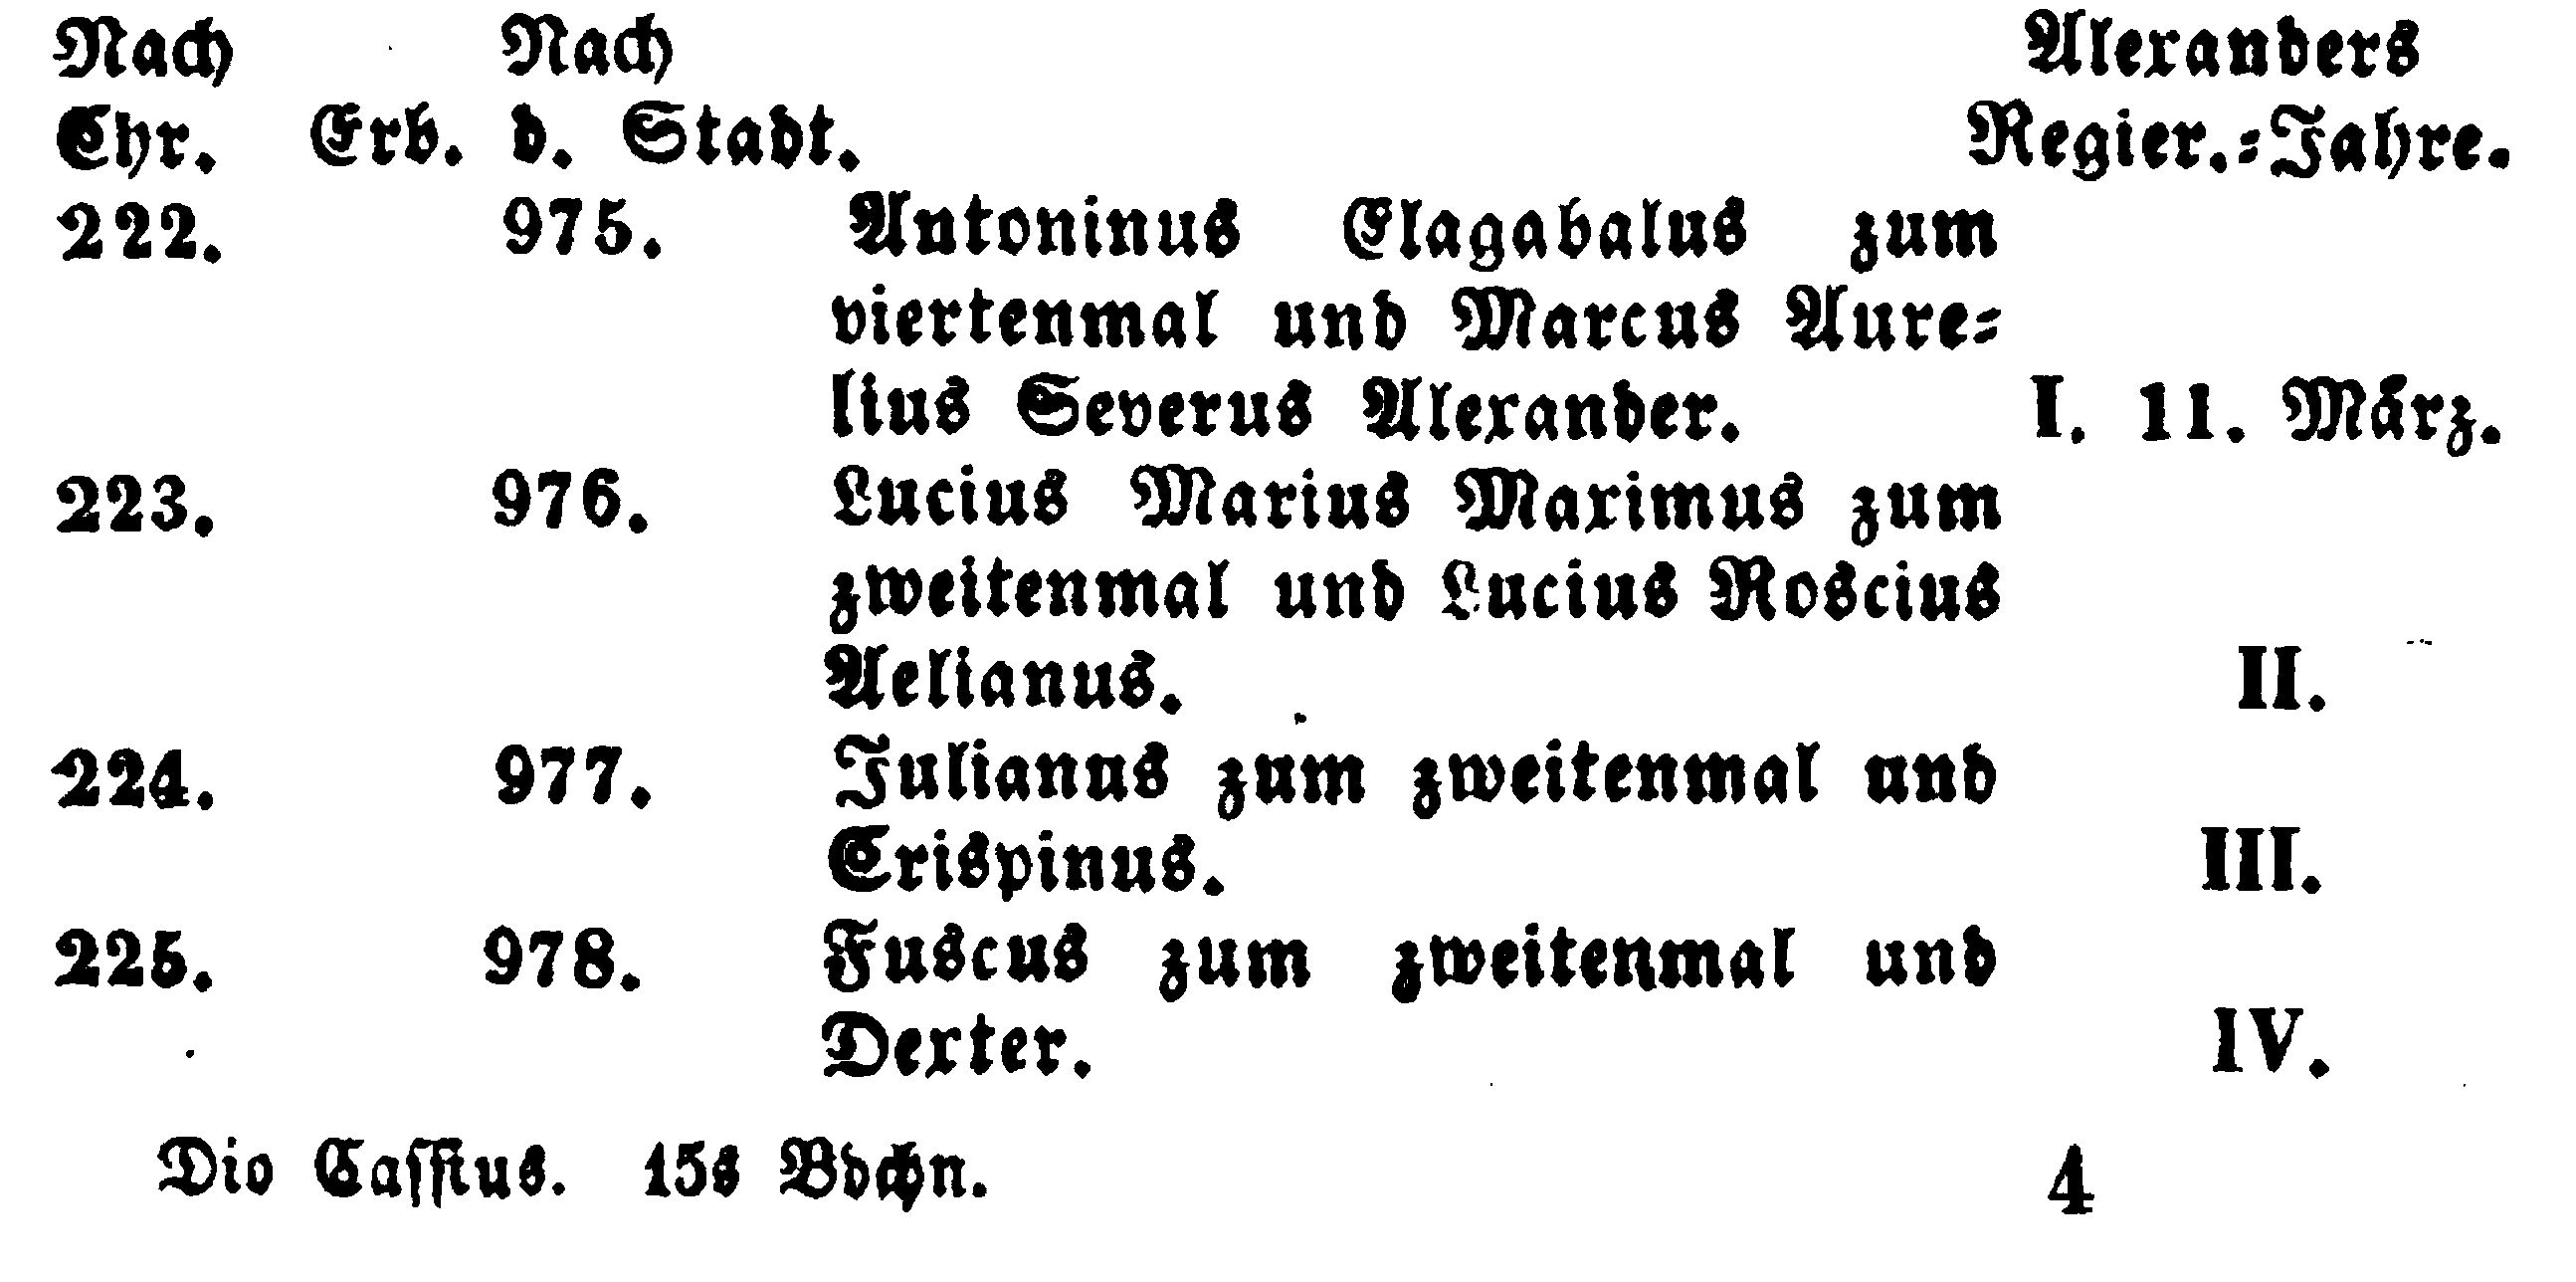 Nach Nach Alexanders
Chr. Erb. d. Stadt. Regier.=Jahre.
222. 975. Antoninus Elagabalus zum
viertenmal und Marcus Aure=
lius Severus Alexander. I. 11. März.
223. 976. Lucius Marius Maximus zum
zweitenmal und Lucius Roscius
Aelianus. II.
224. 977. Julianus zum zweitenmal und
Crispinus. III.
225. 978. Fuscus zum zweitenmal und
Dexter. IV.
Dio Cassius. 15s Bdchn. 4